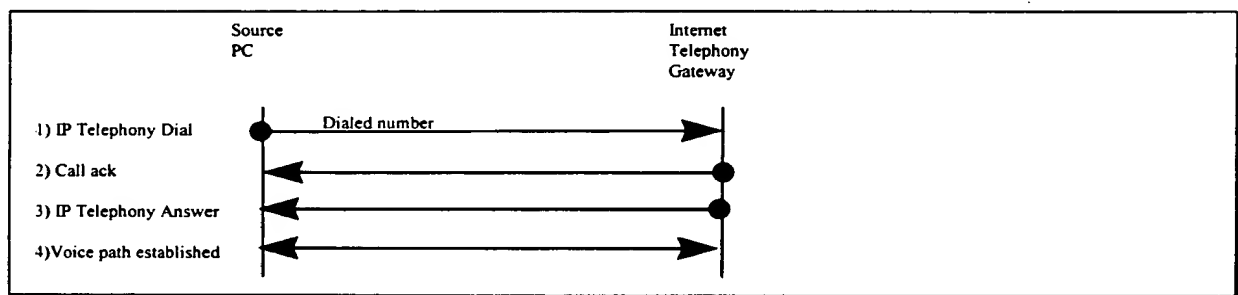 Source
PC
Internet
Telephony
Gateway
1) IP Telephony Dial
Dialed number
2) Call ack
3) IP Telephony Answer
4)Voice path established